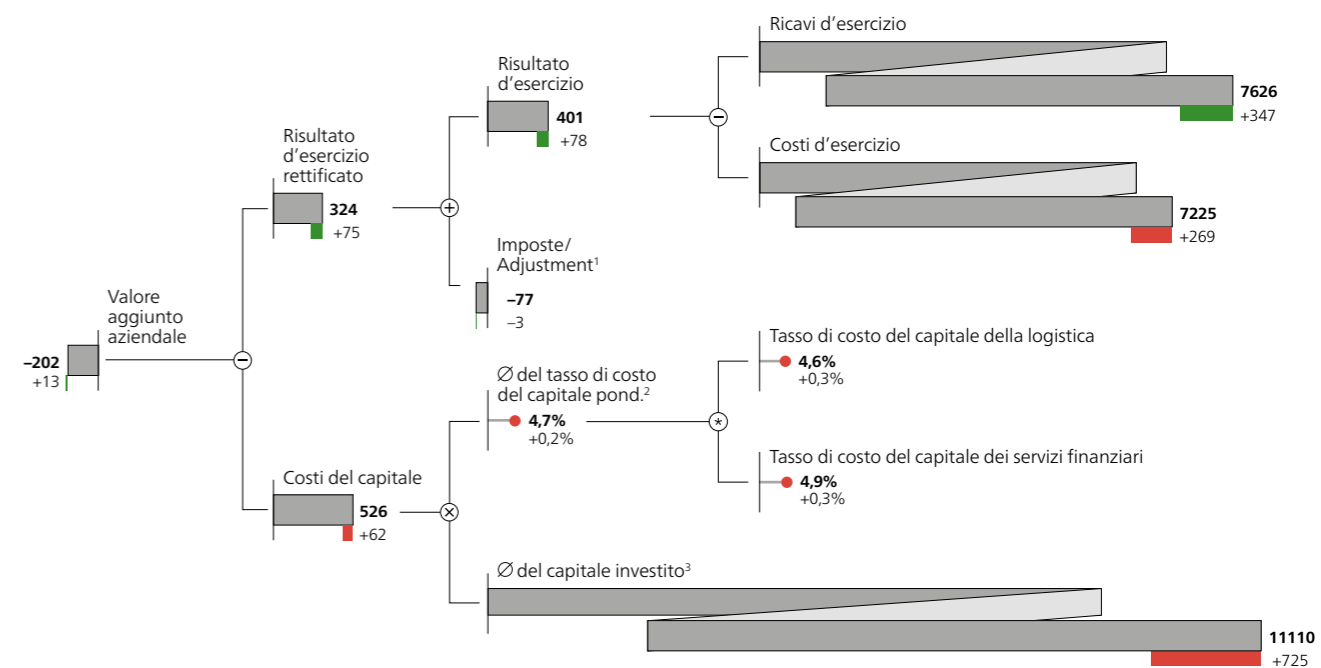 Ricavi d’esercizio
7626
+347
Risultato
d’esercizio
401
+78
−
Costi d’esercizio
7225
+269
Risultato
d’esercizio
rettificato
324
+75
+
Imposte/
Adjustment¹
–77
–3
Valore
aggiunto
aziendale
–202
+13
−
Tasso di costo del capitale della logistica
4,6%
+0,3%
Ø del tasso di costo
del capitale pond.²
4,7%
+0,2%
*
Tasso di costo del capitale dei servizi finanziari
4,9%
+0,3%
Costi del capitale
526
+62
×
Ø del capitale investito³
11110
+725